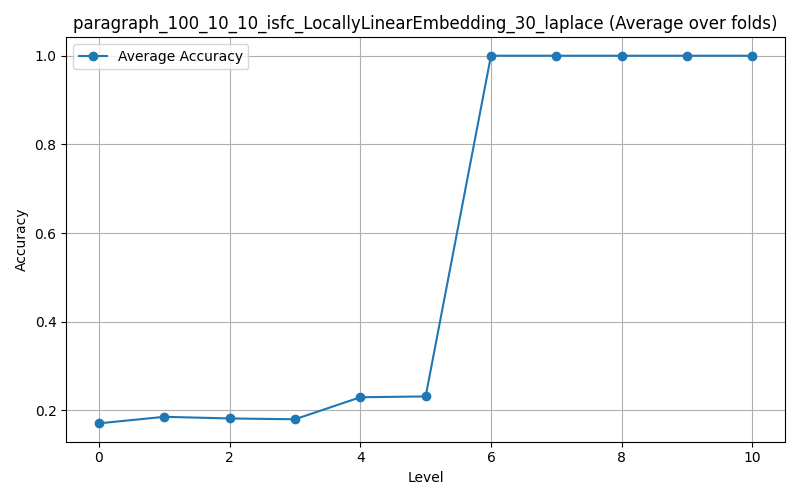 paragraph_100_10_10_isfc_LocallyLinearEmbedding_30_laplace (Average over folds)
Average Accuracy
1.0
0.8
0.6
0.4
0.2
Accuracy
0 2 4 6 8 10
Level